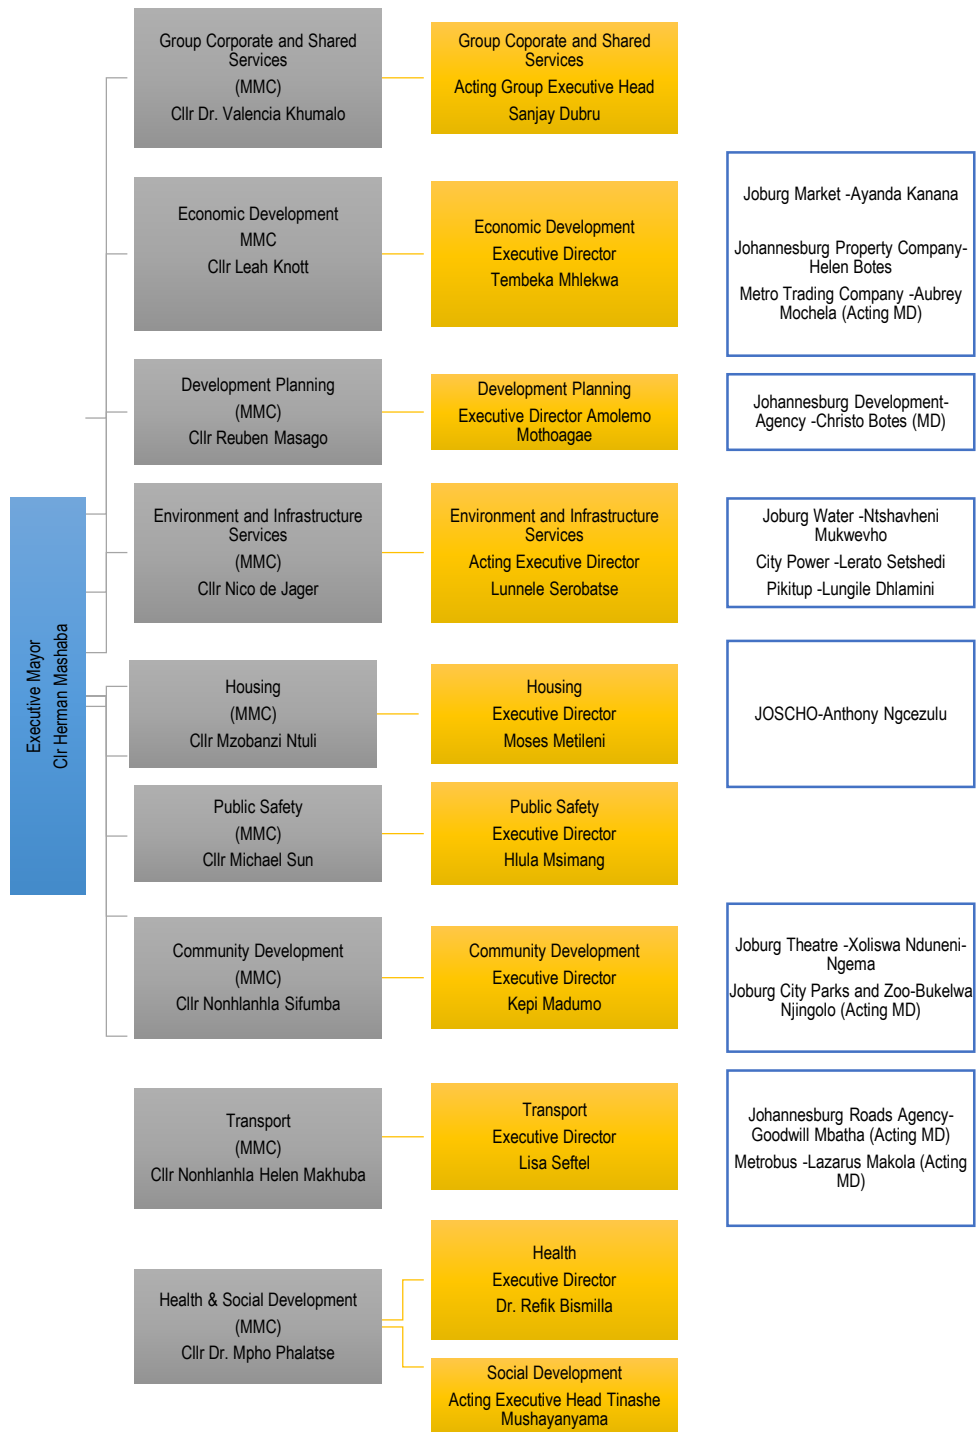 Group Corporate and Shared
Services
(MMC)
Cllr Dr. Valencia Khumalo
Group Coporate and Shared
Services
Acting Group Executive Head
Sanjay Dubru
Economic Development
MMC
Cllr Leah Knott
Economic Development
Executive Director
Tembeka Mhlekwa
Joburg Market -Ayanda Kanana
Johannesburg Property Company-
Helen Botes
Metro Trading Company -Aubrey
Mochela (Acting MD)
Development Planning
(MMC)
Cllr Reuben Masago
Development Planning
Executive Director Amolemo
Mothoagae
Johannesburg Development-
Agency -Christo Botes (MD)
Executive Mayor
Clr Herman Mashaba
Environment and Infrastructure
Services
(MMC)
Cllr Nico de Jager
Environment and Infrastructure
Services
Acting Executive Director
Lunnele Serobatse
Joburg Water -Ntshavheni
Mukwevho
City Power -Lerato Setshedi
Pikitup -Lungile Dhlamini
Housing
(MMC)
Cllr Mzobanzi Ntuli
Housing
Executive Director
Moses Metileni
JOSCHO-Anthony Ngcezulu
Public Safety
(MMC)
Cllr Michael Sun
Public Safety
Executive Director
Hlula Msimang
Community Development
(MMC)
Cllr Nonhlanhla Sifumba
Community Development
Executive Director
Kepi Madumo
Joburg Theatre -Xoliswa Nduneni-
Ngema
Joburg City Parks and Zoo-Bukelwa
Njingolo (Acting MD)
Transport
(MMC)
Cllr Nonhlanhla Helen Makhuba
Transport
Executive Director
Lisa Seftel
Johannesburg Roads Agency-
Goodwill Mbatha (Acting MD)
Metrobus -Lazarus Makola (Acting
MD)
Health & Social Development
(MMC)
Cllr Dr. Mpho Phalatse
Health
Executive Director
Dr. Refik Bismilla
Social Development
Acting Executive Head Tinashe
Mushayanyama